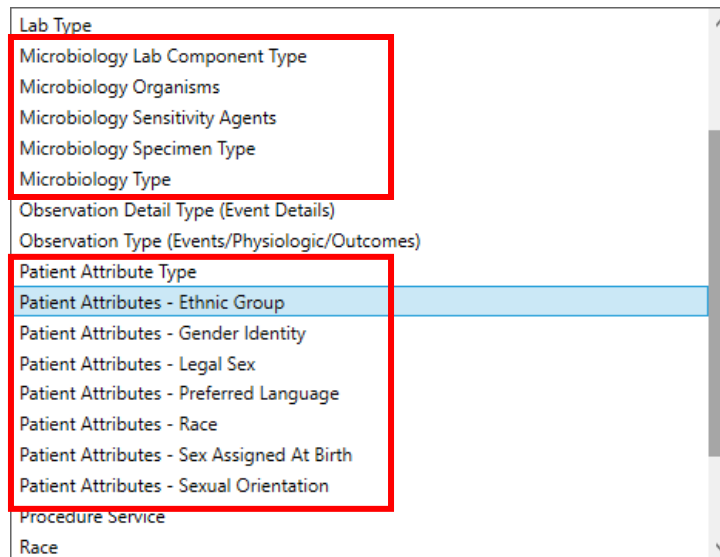 Lab Type
Microbiology Lab Component Type
Microbiology Organisms
Microbiology Sensitivity Agents
Microbiology Specimen Type
Microbiology Type
Observation Detail Type (Event Details)
Observation Type (Events/Physiologic/Outcomes)
Patient Attribute Type
Patient Attributes - Ethnic Group
Patient Attributes - Gender Identity
Patient Attributes - Legal Sex
Patient Attributes - Preferred Language
Patient Attributes - Race
Patient Attributes - Sex Assigned At Birth
Patient Attributes - Sexual Orientation
Procedure Service
Race